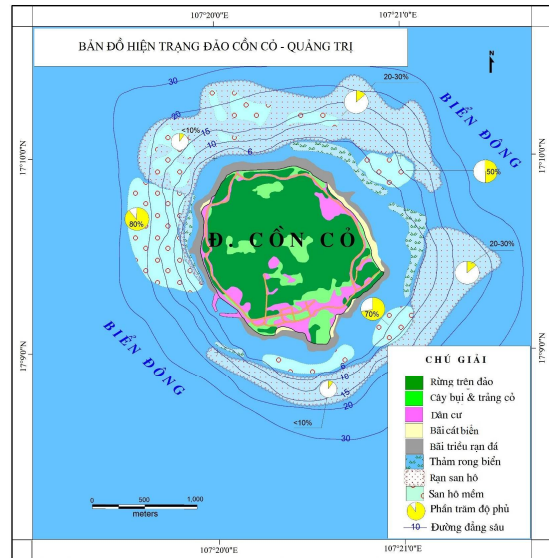 107°20'0"E
107°21'0"E
BẢN ĐỒ HIỆN TRẠNG ĐẢO CỒN CỎ - QUẢNG TRỊ
N
30
20
15
10
6
<10%
20-30%
BIỂN ĐÔNG
17°10'0"N
17°10'0"N
50%
80%
Đ. CỒN CỎ
20-30%
70%
BIỂN ĐÔNG
17°9'0"N
17°9'0"N
<10%
6
10
15
20
30
CHÚ GIẢI
Rừng trên đảo
Cây bụi & trảng cỏ
Dân cư
Bãi cát biển
Bãi triều rạn đá
Thảm rong biển
Rạn san hô
San hô mềm
Phần trăm độ phủ
10 Đường đẳng sâu
0 500 1,000
meters
107°20'0"E
107°21'0"E